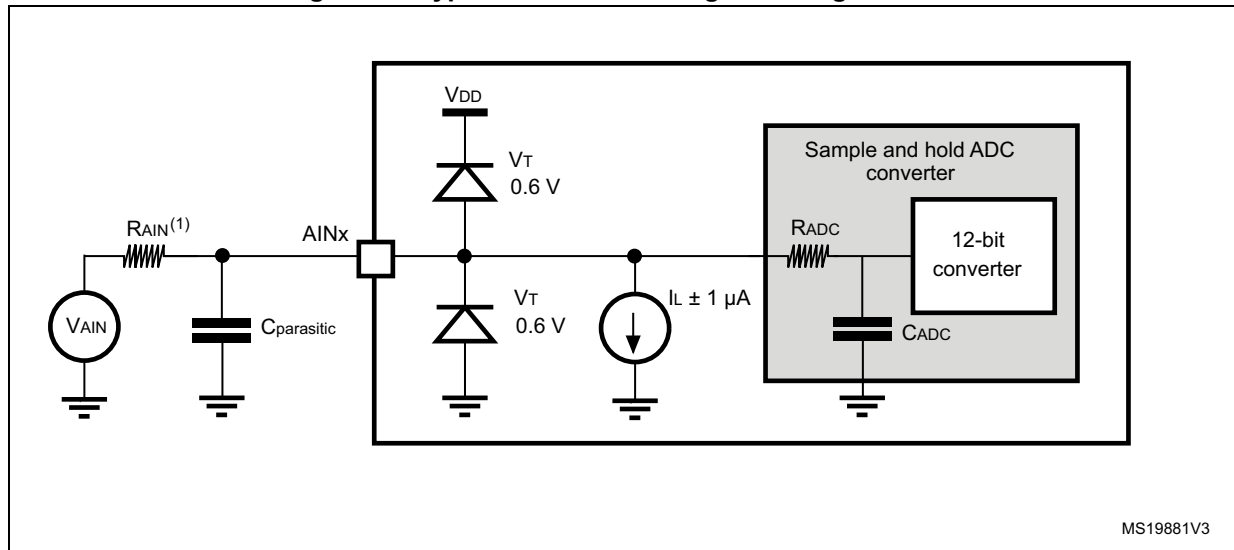 VDD
Sample and hold ADC
converter
VT
0.6 V
RAIN(1)
AINx
RADC
12-bit
converter
VT
0.6 V
IL ± 1 µA
VAIN
Cparasitic
CADC
MS19881V3